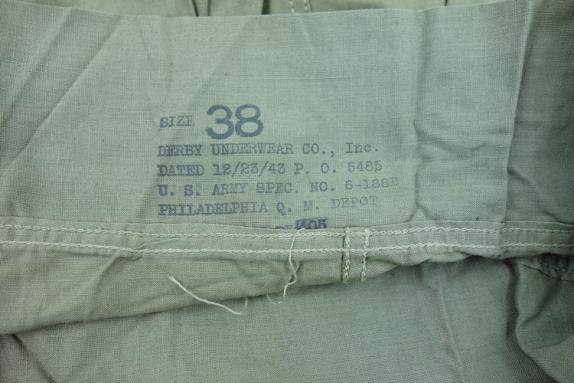 SIZE 38
DERBY UNDERWEAR CO., Inc.
DATED 12/23/43 P. O. 5485
U. S. ARMY SPEC. NO. 6-188B
PHILADELPHIA Q. M. DEPOT